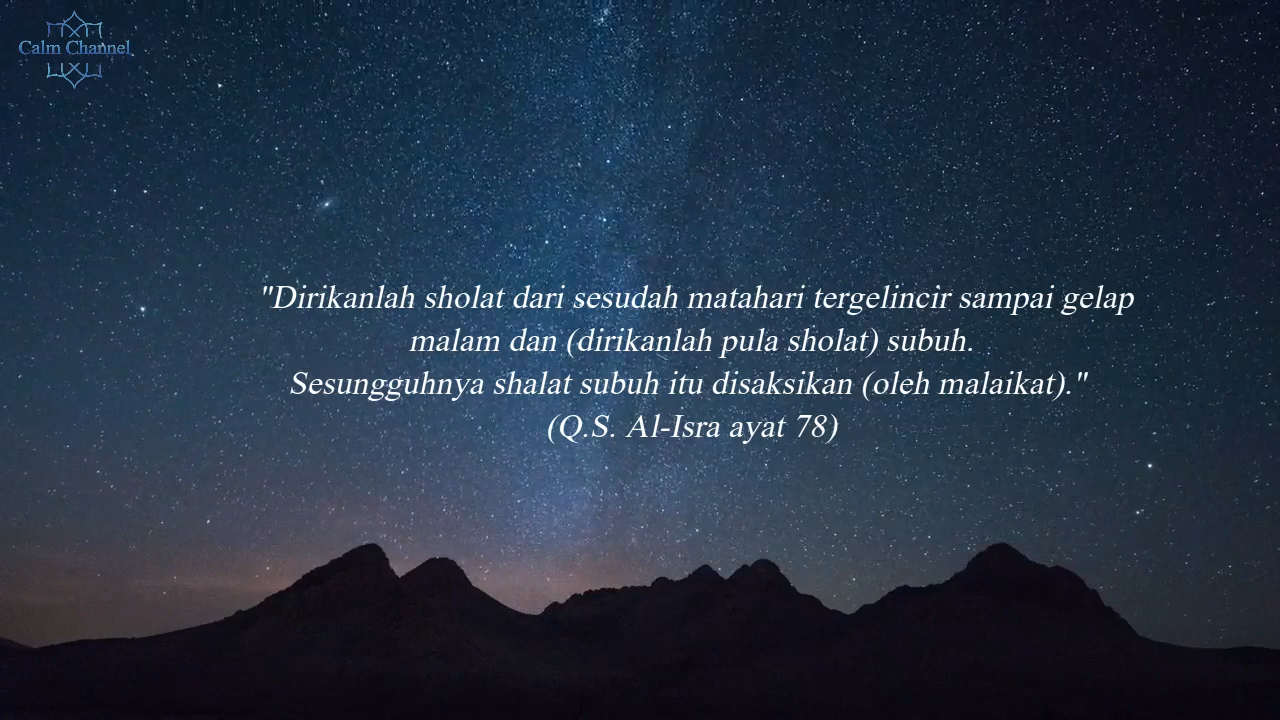 Calm Channel
"Dirikanlah sholat dari sesudah matahari tergelincir sampai gelap
malam dan (dirikanlah pula sholat) subuh.
Sesungguhnya shalat subuh itu disaksikan (oleh malaikat)."
(Q.S. Al-Isra ayat 78)